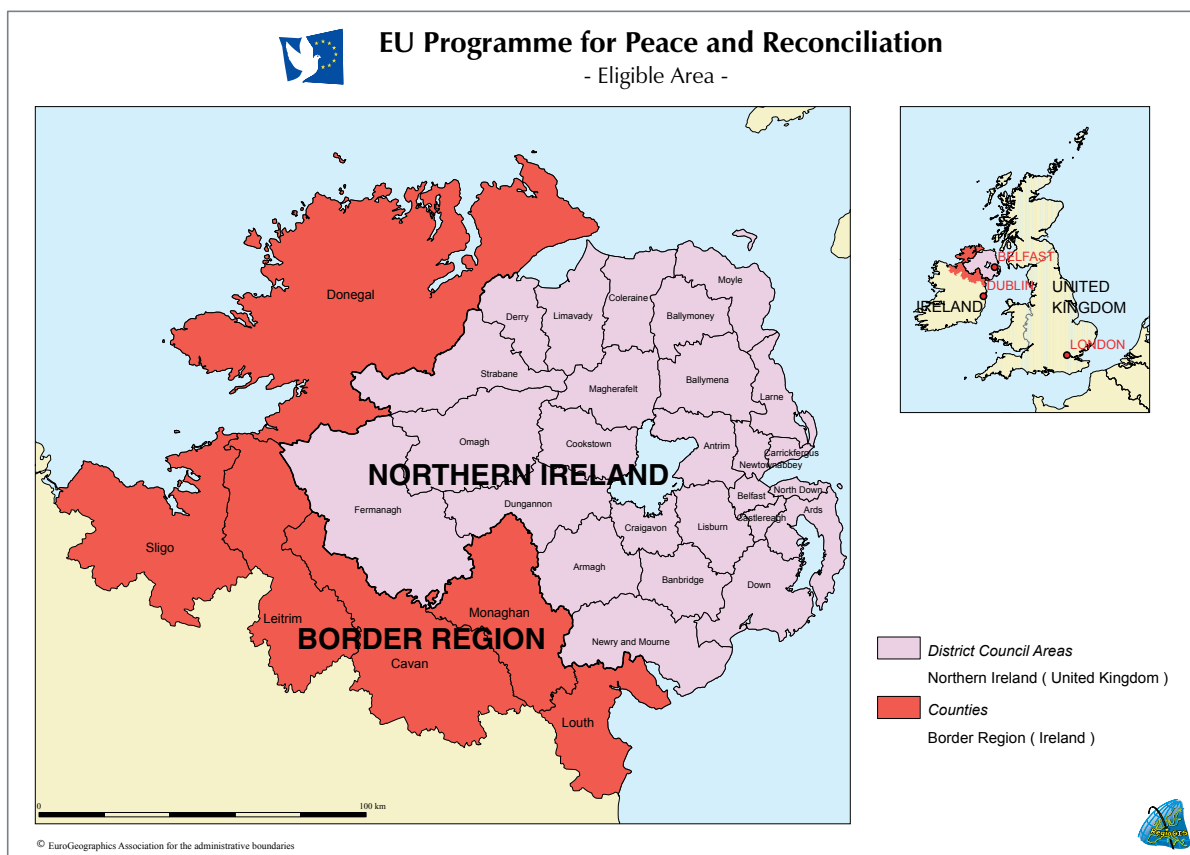 EU Programme for Peace and Reconciliation
- Eligible Area -
Donegal
Derry
Limavady
Coleraine
Moyle
Ballymoney
Strabane
Magherafelt
Ballymena
Larne
Omagh
Cookstown
Antrim
Carrickfergus
Newtownabbey
NORTHERN IRELAND
Fermanagh
Dungannon
Belfast
North Down
Castlereagh
Ards
Craigavon
Lisburn
Sligo
Armagh
Banbridge
Down
Leitrim
Monaghan
BORDER REGION
Newry and Mourne
Cavan
Louth
0
100 km
BELFAST
DUBLIN
IRELAND
UNITED
KINGDOM
LONDON
District Council Areas
Northern Ireland ( United Kingdom )
Counties
Border Region ( Ireland )
© EuroGeographics Association for the administrative boundaries
RegioGIS